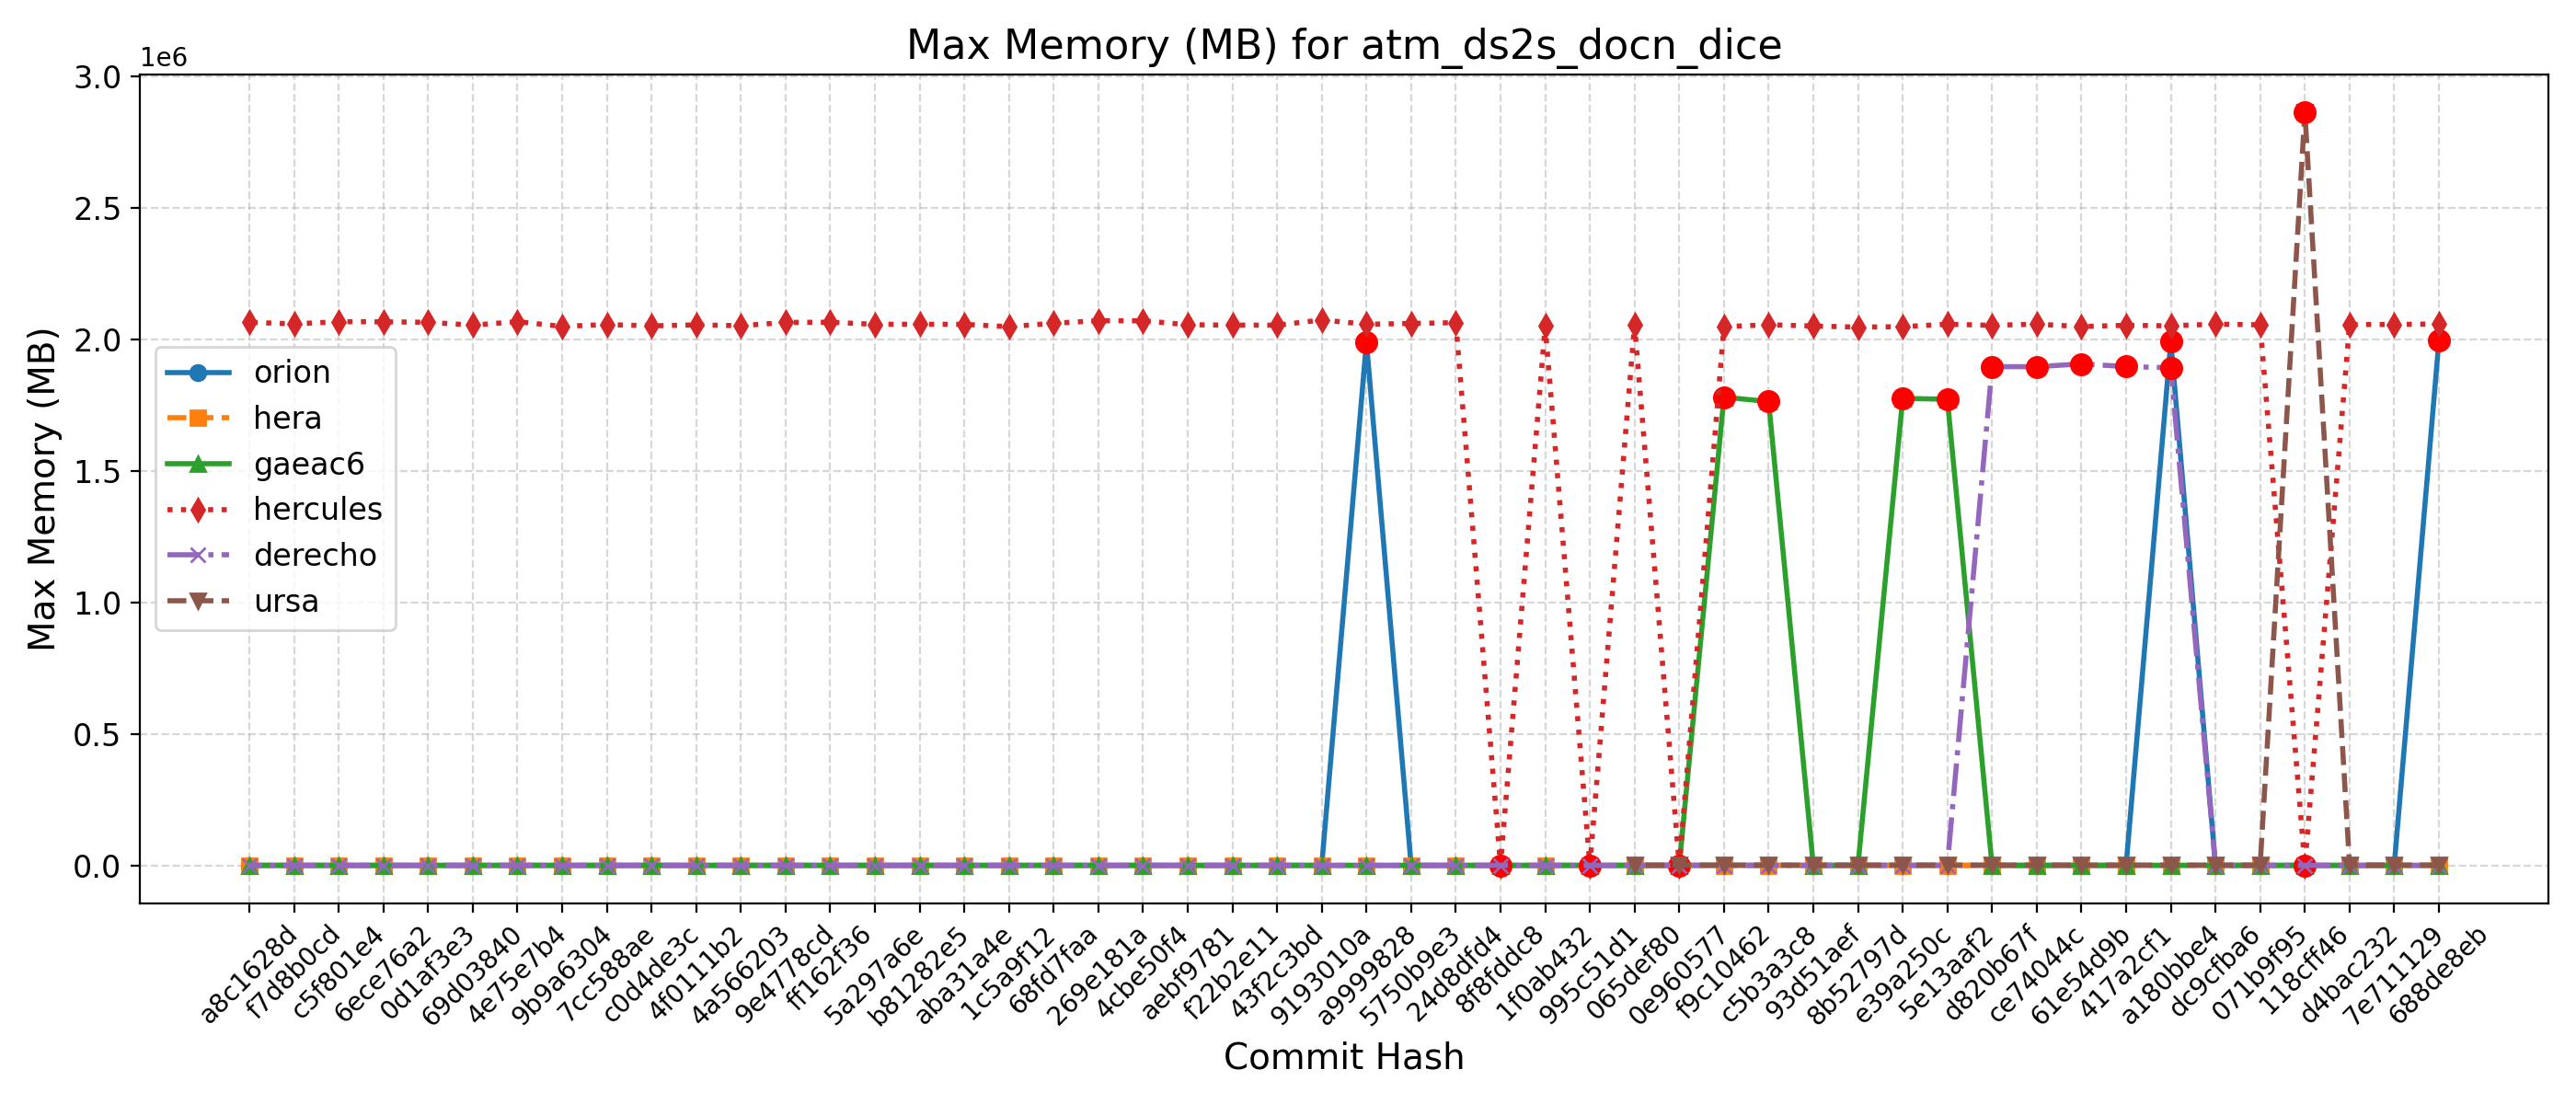 Max Memory (MB) for atm_ds2s_docn_dice
1e6
3.0
2.5
2.0
1.5
1.0
0.5
0.0
Max Memory (MB)
orion
hera
gaeac6
hercules
derecho
ursa
a8c1628d
f7d8b0cd
c5f801e4
6ece76a2
0d1af3e3
69d03840
4e75e7b4
9b9a6304
7cc588ae
c0d4de3c
4f0111b2
4a566203
9e4778cd
ff162f36
5a297a6e
b81282e5
aba31a4e
1c5a9f12
68fd7faa
269e181a
4cbe50f4
aebf9781
f22b2e11
43f2c3bd
9193010a
a9999828
5750b9e3
24d8dfd4
8f8fddc8
1f0ab432
995c51d1
065def80
0e960577
f9c10462
c5b3a3c8
93d51aef
8b52797d
e39a250c
5e13aaf2
d820b67f
ce74044c
61e54d9b
417a2cf1
a180bbe4
dc9cfba6
071b9f95
118cff46
d4bac232
7e711129
688de8eb
Commit Hash